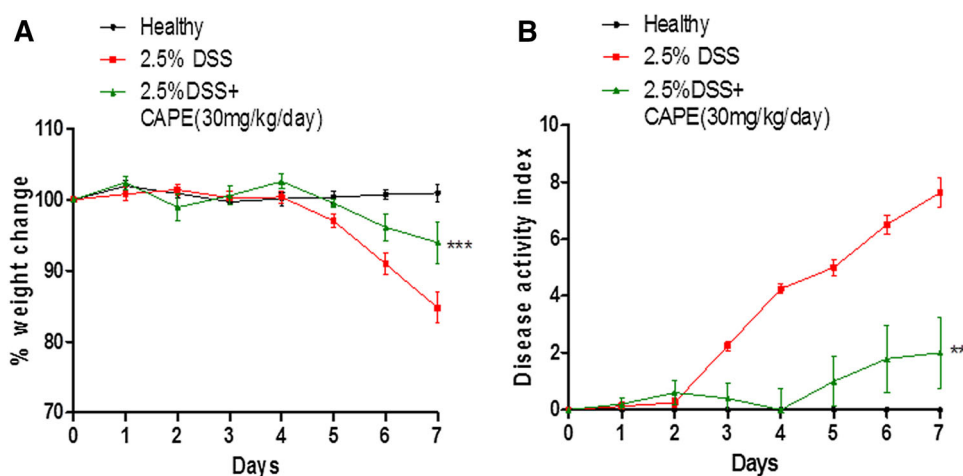 A
Healthy
2.5% DSS
2.5%DSS+
CAPE(30mg/kg/day)
110
100
90
80
70
% weight change
0 1 2 3 4 5 6 7
Days
***
B
Healthy
2.5% DSS
2.5%DSS+
CAPE(30mg/kg/day)
10
8
6
4
2
0
Disease activity index
0 1 2 3 4 5 6 7
Days
**